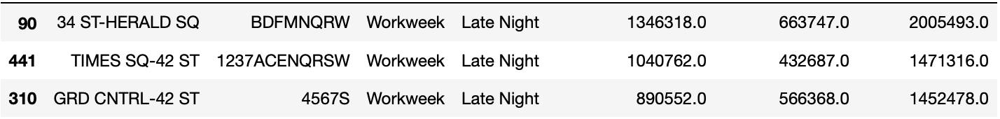 90 34 ST-HERALD SQ BDFMNQRW Workweek Late Night 1346318.0 663747.0 2005493.0
441 TIMES SQ-42 ST 1237ACENQRSW Workweek Late Night 1040762.0 432687.0 1471316.0
310 GRD CNTRL-42 ST 4567S Workweek Late Night 890552.0 566368.0 1452478.0